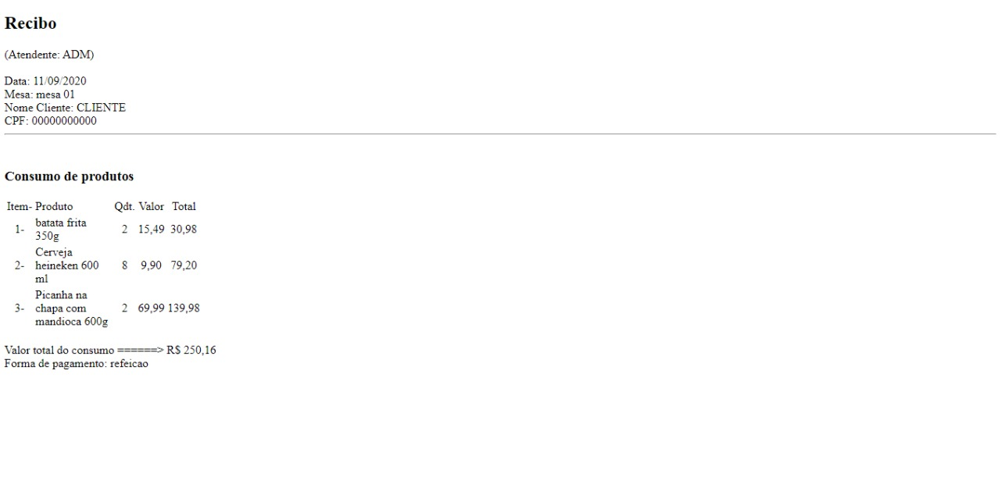 Recibo
(Atendente: ADM)
Data: 11/09/2020
Mesa: mesa 01
Nome Cliente: CLIENTE
CPF: 00000000000
Consumo de produtos
Item- Produto Qdt. Valor Total
batata frita
1- 350g 2 15,49 30,98
Cerveja
2- heineken 600 8 9,90 79,20
ml
Picanha na
3- chapa com 2 69,99 139,98
mandioca 600g
Valor total do consumo ======> R$ 250,16
Forma de pagamento: refeicao